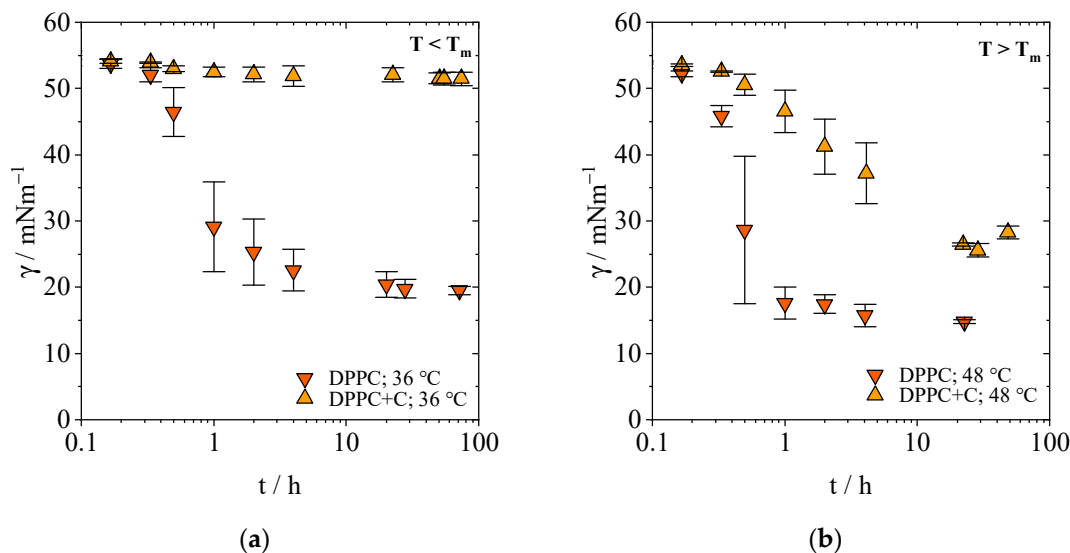 60
50
40
30
20
10
0
γ / mNm⁻¹
T < Tₘ
DPPC; 36 °C
DPPC+C; 36 °C
0.1 1 10 100
t / h
(a)
60
50
40
30
20
10
0
γ / mNm⁻¹
T > Tₘ
DPPC; 48 °C
DPPC+C; 48 °C
0.1 1 10 100
t / h
(b)